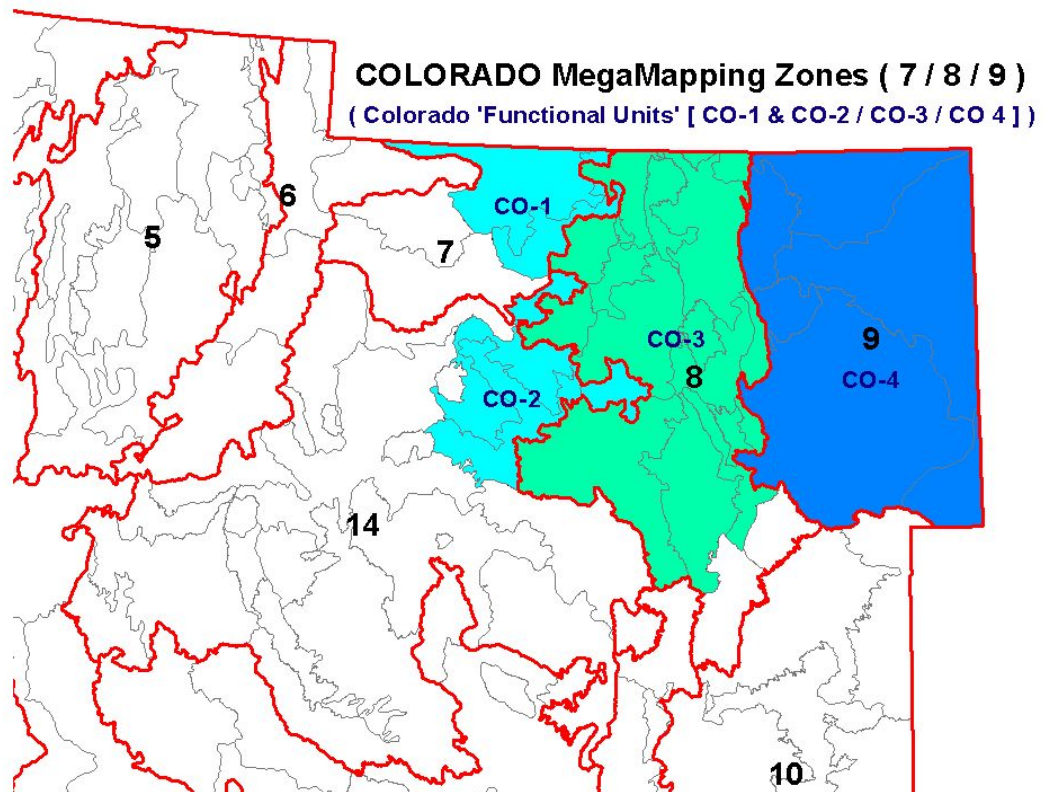 COLORADO MegaMapping Zones ( 7 / 8 / 9 )
( Colorado 'Functional Units' [ CO-1 & CO-2 / CO-3 / CO 4 ] )
6
CO-1
5
7
CO-3
9
8
CO-4
CO-2
14
10